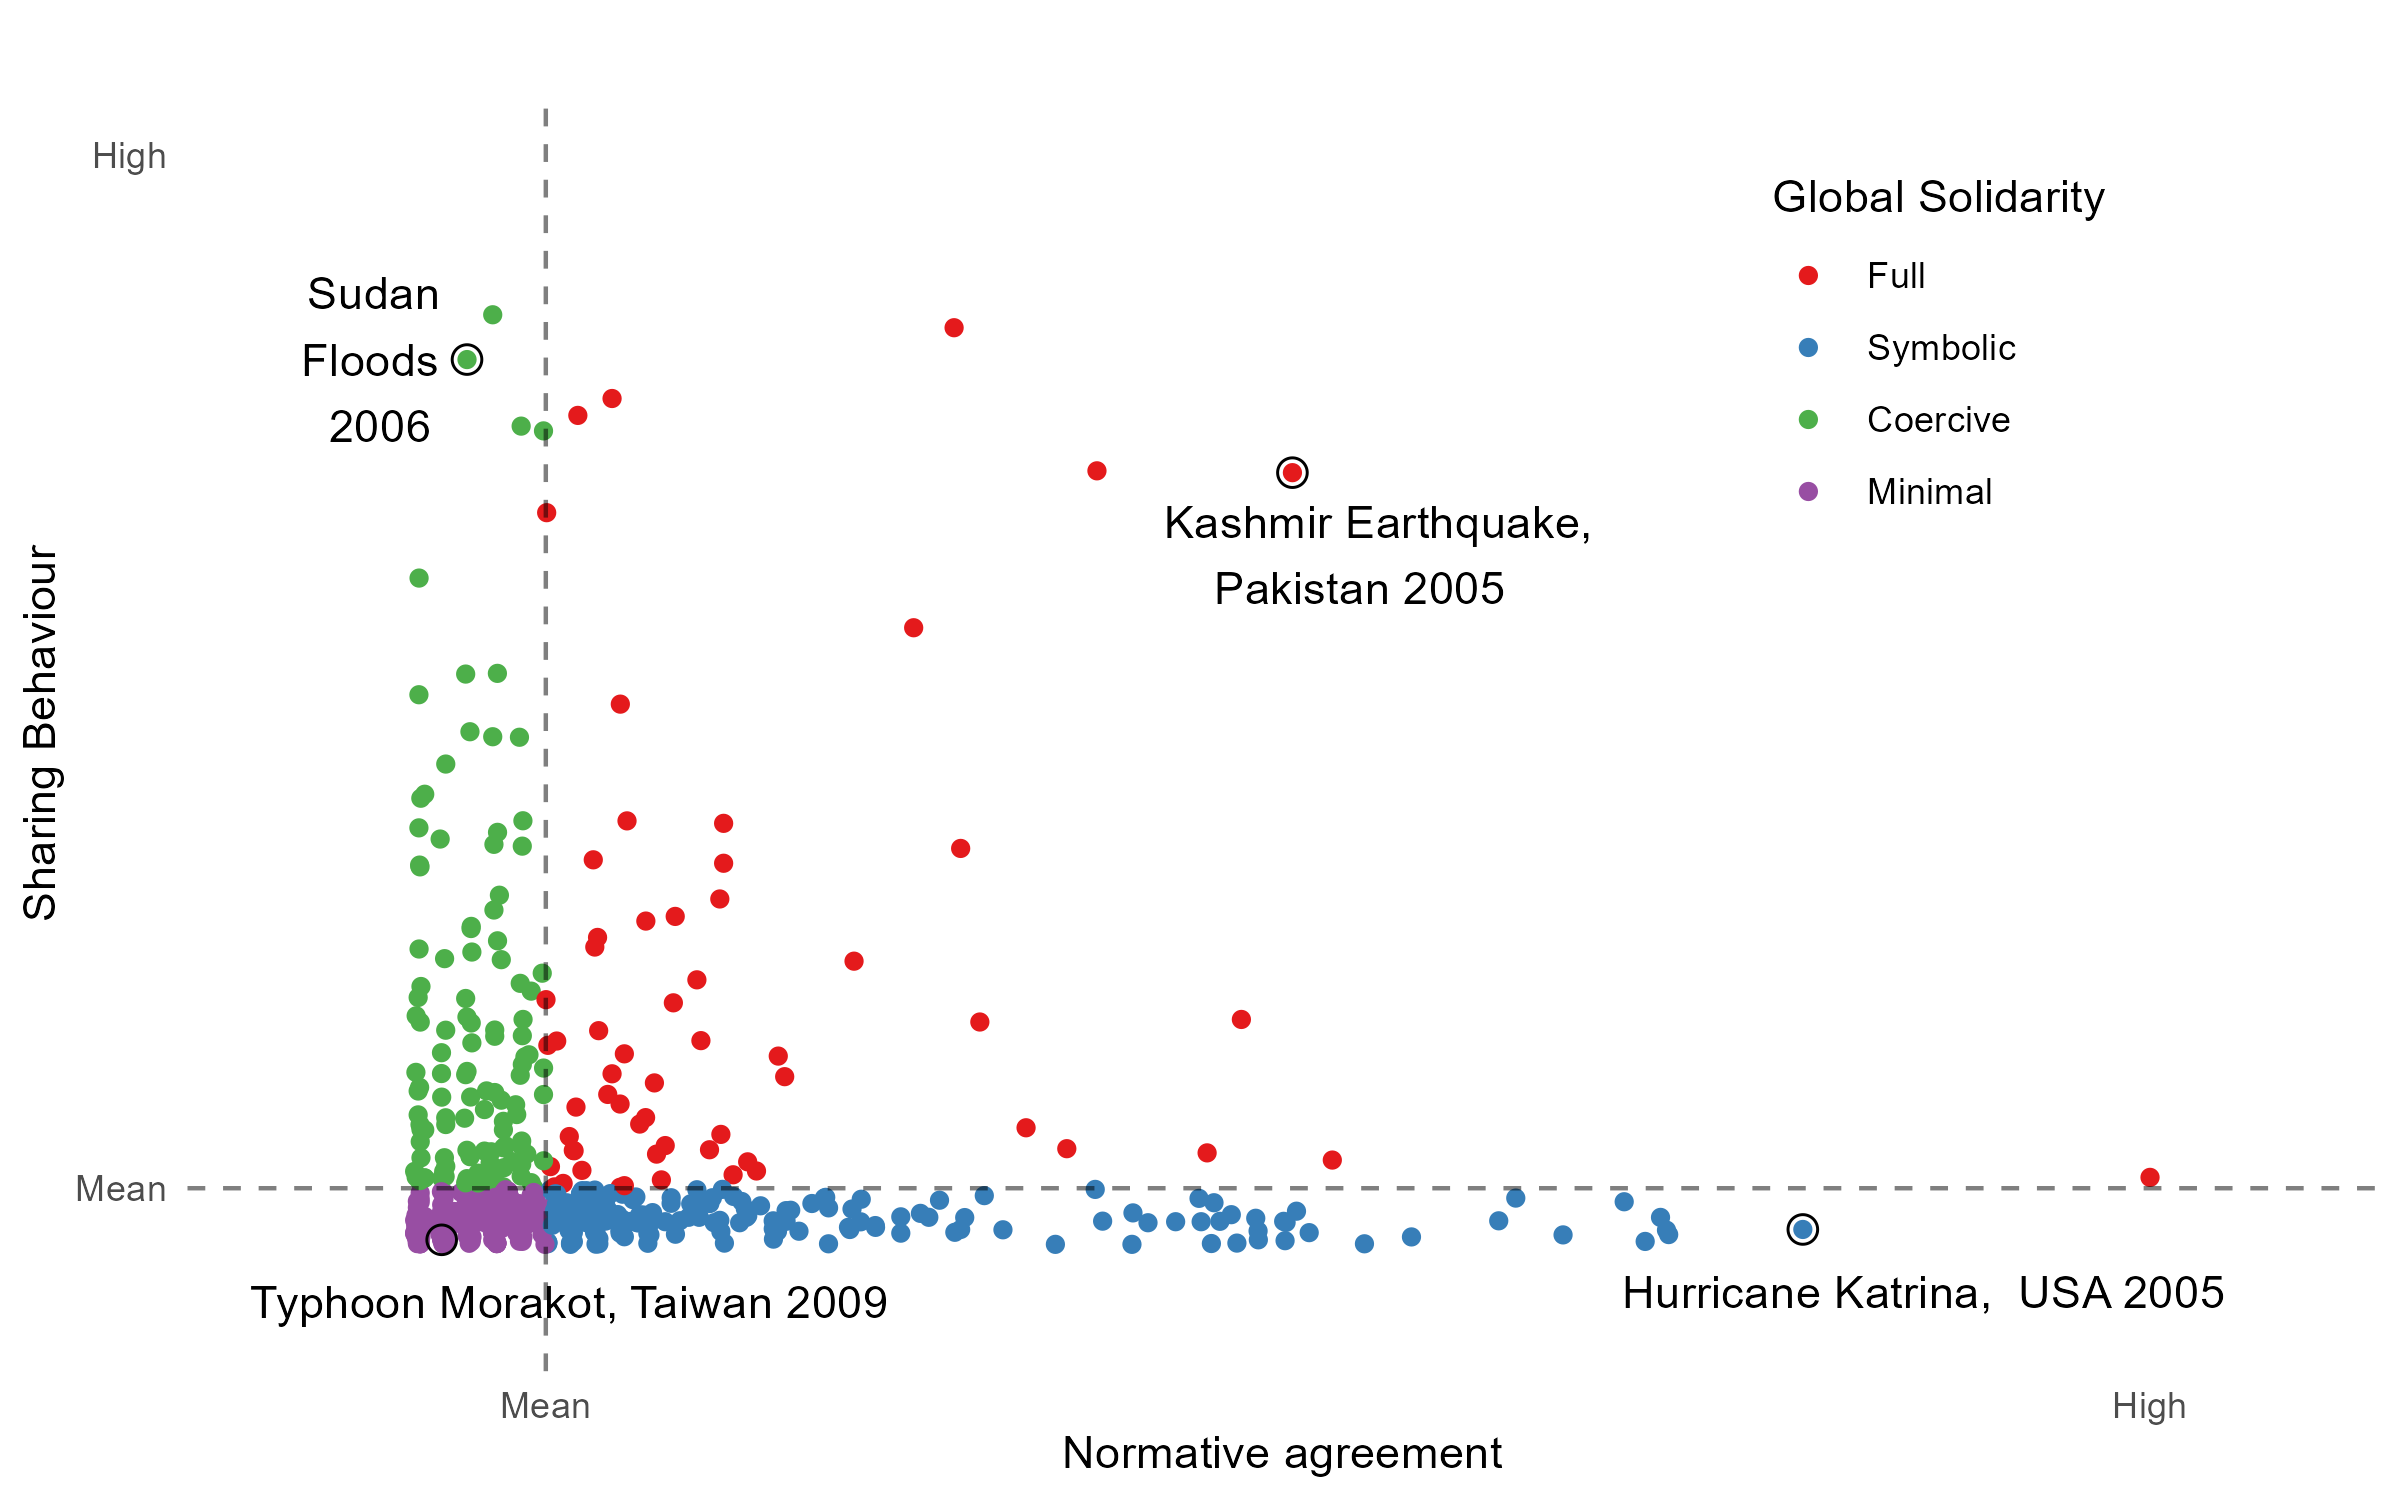 High
Global Solidarity
Full
Symbolic
Coercive
Minimal
Sudan
Floods
2006
Kashmir Earthquake,
Pakistan 2005
Sharing Behaviour
Mean
Typhoon Morakot, Taiwan 2009
Hurricane Katrina,  USA 2005
Mean
High
Normative agreement